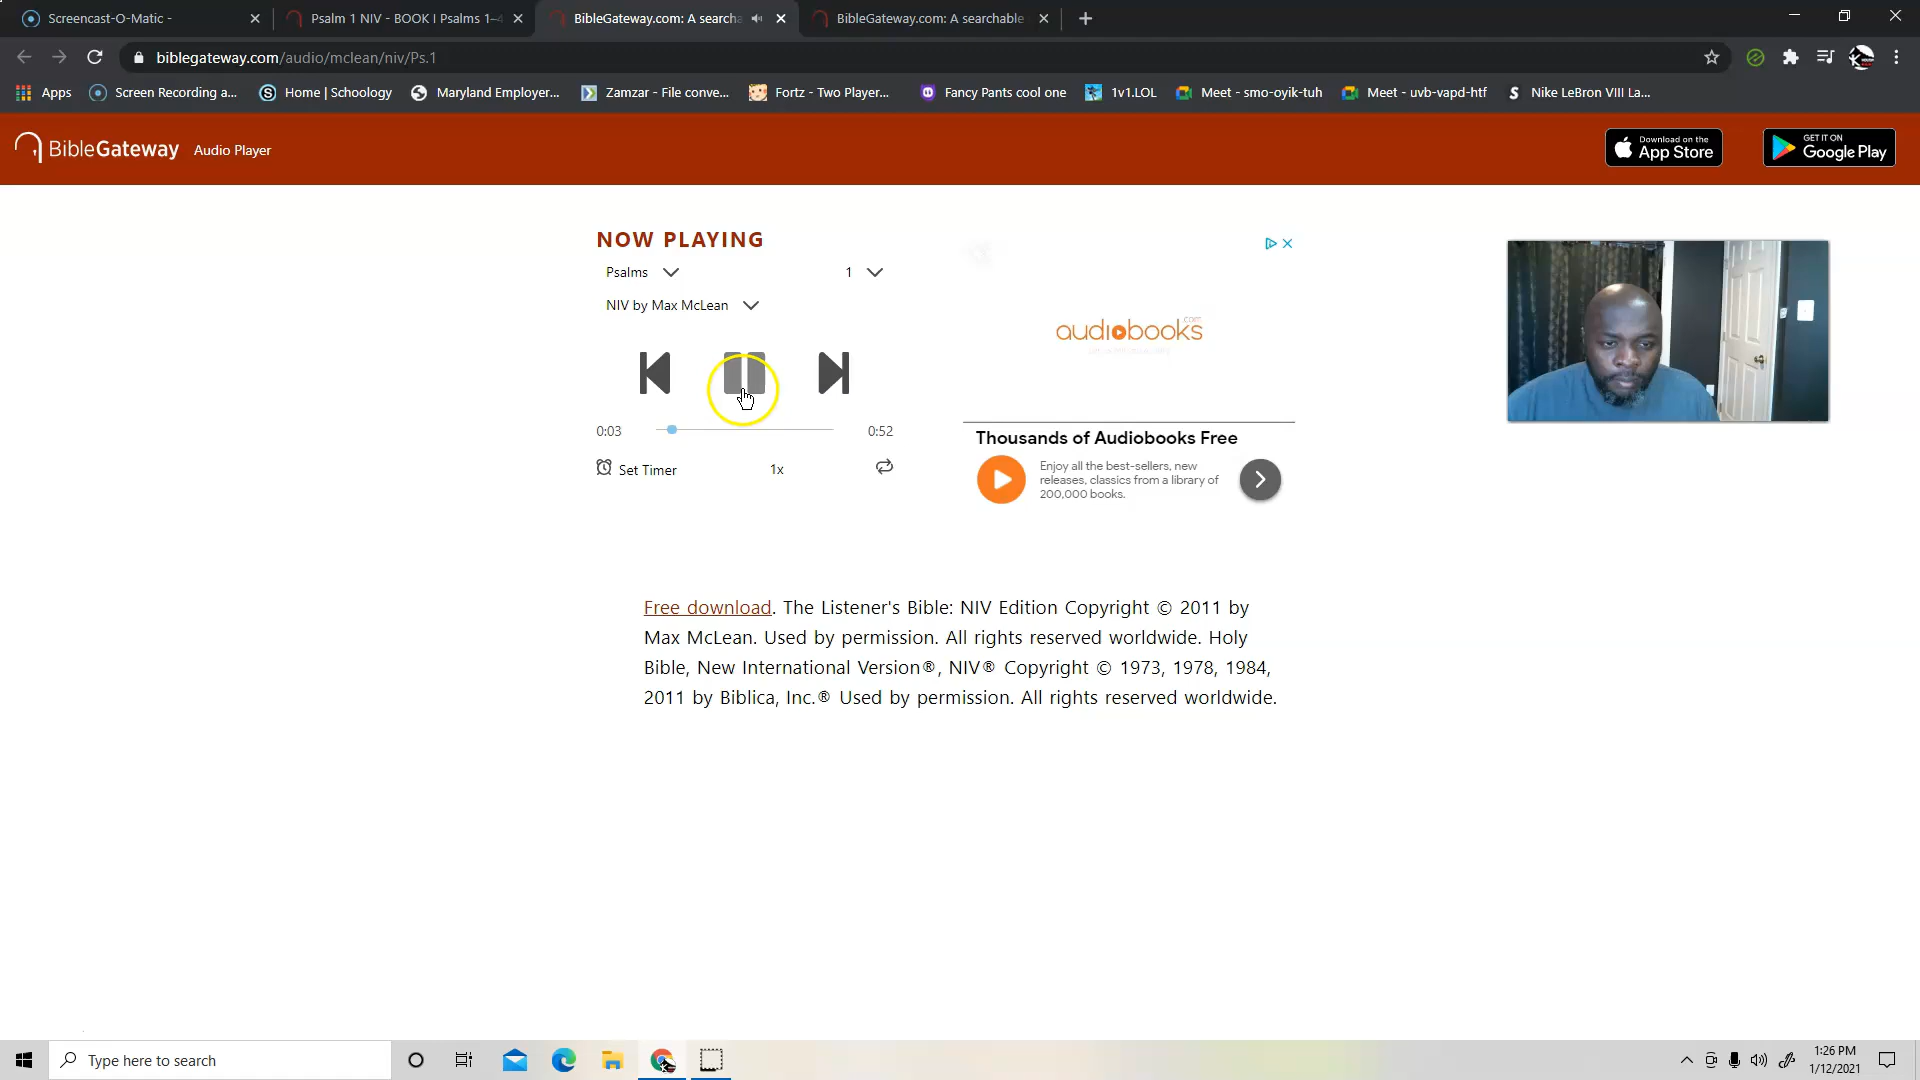 Screencast-O-Matic -
Psalm 1 NIV - BOOK I Psalms 1–4
BibleGateway.com: A searcha
BibleGateway.com: A searchable
biblegateway.com/audio/mclean/niv/Ps.1
Apps
Screen Recording a...
Home | Schoology
Maryland Employer...
Zamzar - File conve...
Fortz - Two Player...
Fancy Pants cool one
1v1.LOL
Meet - smo-oyik-tuh
Meet - uvb-vapd-htf
Nike LeBron VIII La...
BibleGateway Audio Player
Download on the
App Store
GET IT ON
Google Play
NOW PLAYING
Psalms 1
NIV by Max McLean
0:03 0:52
Set Timer 1x
audiobooks
.com
Thousands of Audiobooks Free
Enjoy all the best-sellers, new
releases, classics from a library of
200,000 books.
Free download. The Listener's Bible: NIV Edition Copyright © 2011 by
Max McLean. Used by permission. All rights reserved worldwide. Holy
Bible, New International Version®, NIV® Copyright © 1973, 1978, 1984,
2011 by Biblica, Inc.® Used by permission. All rights reserved worldwide.
Type here to search
1:26 PM
1/12/2021